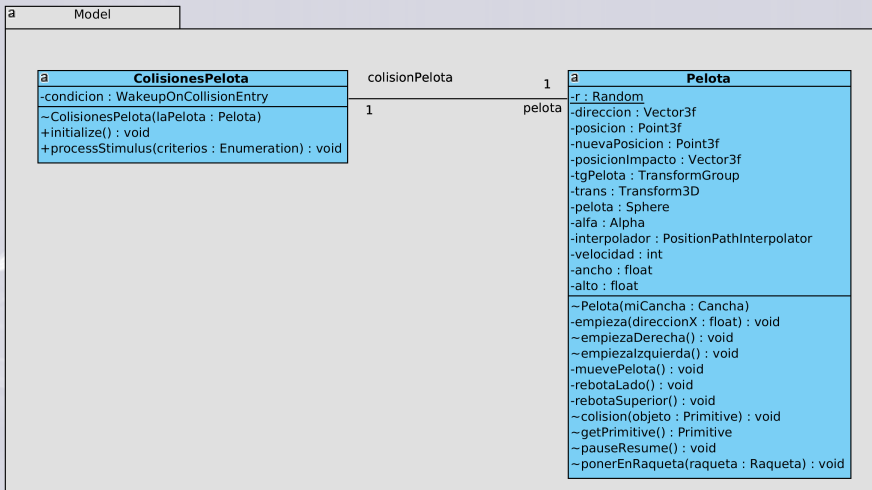 a
Model
a
ColisionesPelota
-condicion : WakeupOnCollisionEntry
~ColisionesPelota(laPelota : Pelota)
+initialize() : void
+processStimulus(criterios : Enumeration) : void
colisionPelota
1
1
pelota
a
Pelota
-r : Random
-direccion : Vector3f
-posicion : Point3f
-nuevaPosicion : Point3f
-posicionImpacto : Vector3f
-tgPelota : TransformGroup
-trans : Transform3D
-pelota : Sphere
-alfa : Alpha
-interpolador : PositionPathInterpolator
-velocidad : int
-ancho : float
-alto : float
~Pelota(miCancha : Cancha)
-empieza(direccionX : float) : void
~empiezaDerecha() : void
~empiezaIzquierda() : void
-muevePelota() : void
-rebotaLado() : void
-rebotaSuperior() : void
~colision(objeto : Primitive) : void
~getPrimitive() : Primitive
~pauseResume() : void
~ponerEnRaqueta(raqueta : Raqueta) : void